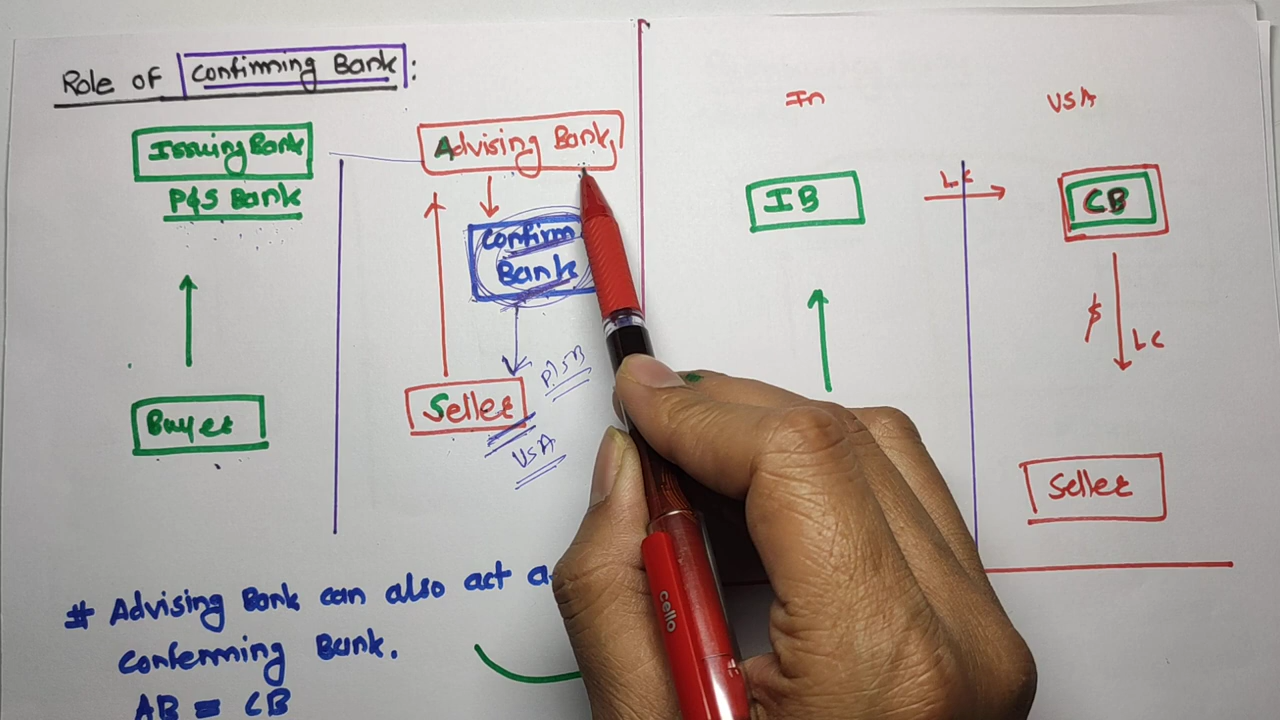 Role of Confirming Bank:
Issuing Bank
P&S Bank
Buyer
Advising Bank,
Confirm
Bank
Seller
USA
In
USA
IB
LC
CB
$
LC
Seller
# Advising Bank can also act a
Conferming Bank.
AB = CB
cello